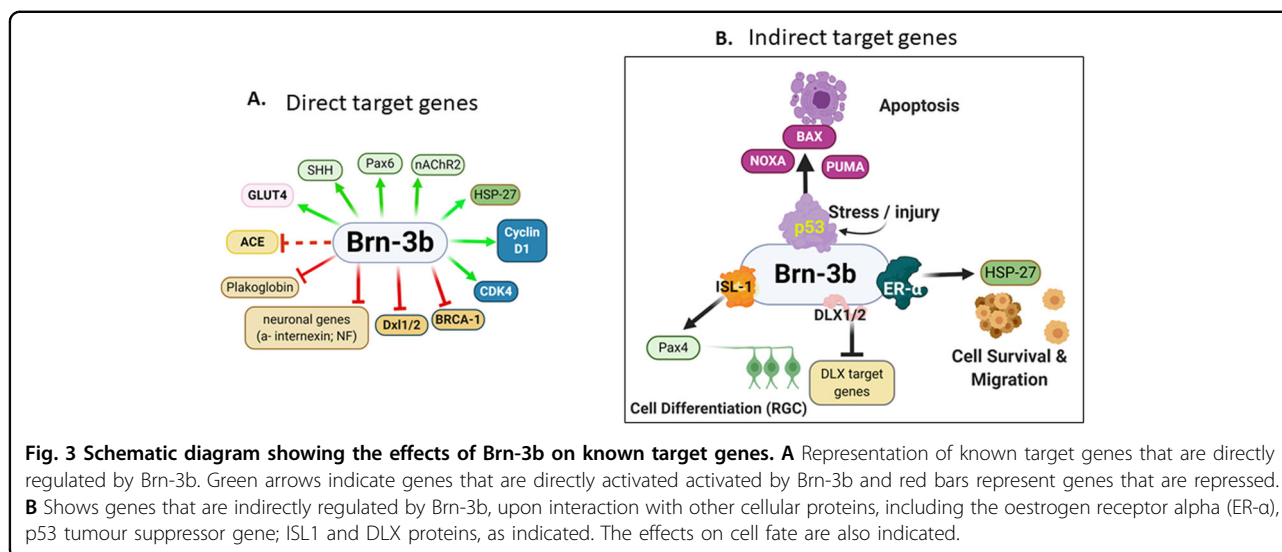 A. Direct target genes
SHH
Pax6
nAChR2
GLUT4
HSP-27
ACE
Brn-3b
Cyclin
D1
Plakoglobin
CDK4
neuronal genes
(a- internexin; NF)
Dxl1/2
BRCA-1
B. Indirect target genes
Apoptosis
BAX
NOXA
PUMA
Stress / injury
p53
Brn-3b
ISL-1
ER-α
HSP-27
DLX1/2
Pax4
DLX target
genes
Cell Survival &
Migration
Cell Differentiation (RGC)
Fig. 3 Schematic diagram showing the effects of Brn-3b on known target genes. A Representation of known target genes that are directly
regulated by Brn-3b. Green arrows indicate genes that are directly activated activated by Brn-3b and red bars represent genes that are repressed.
B Shows genes that are indirectly regulated by Brn-3b, upon interaction with other cellular proteins, including the oestrogen receptor alpha (ER-α),
p53 tumour suppressor gene; ISL1 and DLX proteins, as indicated. The effects on cell fate are also indicated.